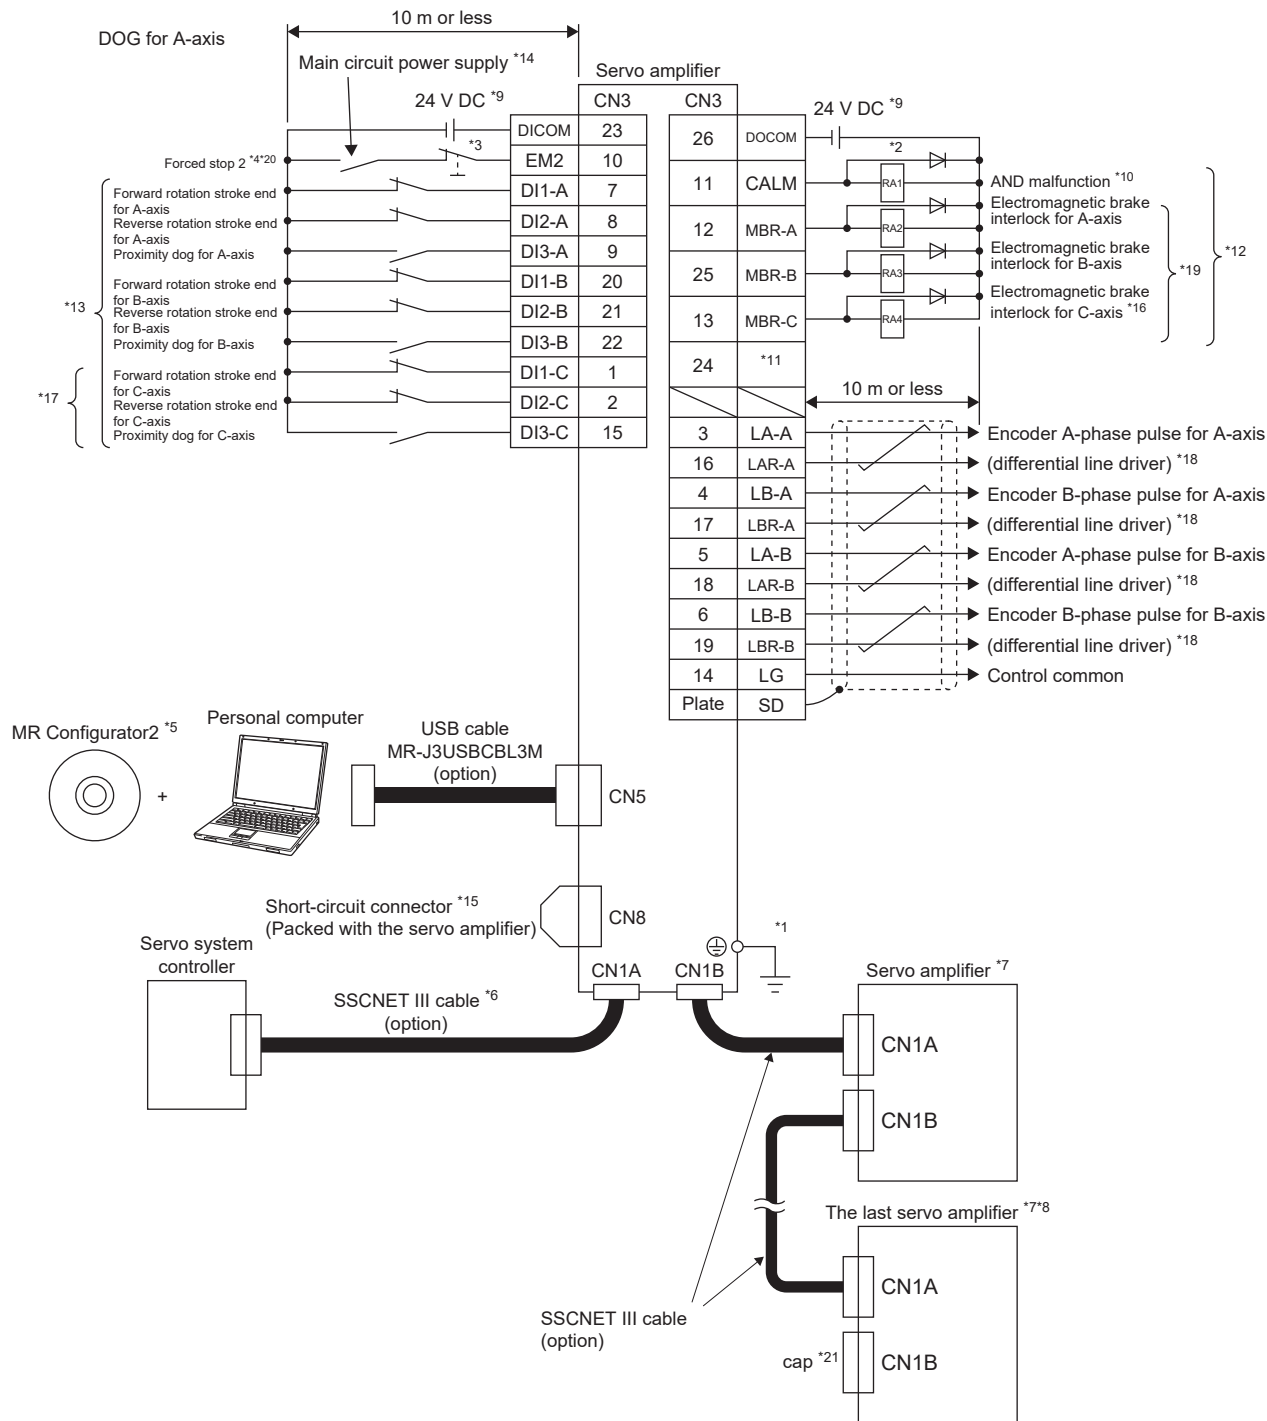 10 m or less
DOG for A-axis
Main circuit power supply *14
Servo amplifier
24 V DC *9
CN3
CN3
24 V DC *9
DICOM 23
26 DOCOM
Forced stop 2 *4*20
*3
EM2 10
*2
Forward rotation stroke end
for A-axis
DI1-A 7
11 CALM
RA1
AND malfunction *10
Reverse rotation stroke end
for A-axis
DI2-A 8
12 MBR-A
RA2
Electromagnetic brake
interlock for A-axis
Proximity dog for A-axis
DI3-A 9
25 MBR-B
RA3
Electromagnetic brake
interlock for B-axis
*19
*12
Forward rotation stroke end
for B-axis
DI1-B 20
*13
Reverse rotation stroke end
for B-axis
DI2-B 21
13 MBR-C
RA4
Electromagnetic brake
interlock for C-axis *16
Proximity dog for B-axis
DI3-B 22
24 *11
Forward rotation stroke end
for C-axis
DI1-C 1
*17
Reverse rotation stroke end
for C-axis
DI2-C 2
10 m or less
Proximity dog for C-axis
DI3-C 15
3 LA-A Encoder A-phase pulse for A-axis
16 LAR-A (differential line driver) *18
4 LB-A Encoder B-phase pulse for A-axis
17 LBR-A (differential line driver) *18
5 LA-B Encoder A-phase pulse for B-axis
18 LAR-B (differential line driver) *18
6 LB-B Encoder B-phase pulse for B-axis
19 LBR-B (differential line driver) *18
14 LG Control common
Plate SD
MR Configurator2 *5
+
Personal computer
USB cable
MR-J3USBCBL3M
(option)
CN5
Short-circuit connector *15
(Packed with the servo amplifier)
CN8
*1
Servo system
controller
CN1A
CN1B
SSCNET III cable *6
(option)
Servo amplifier *7
CN1A
CN1B
The last servo amplifier *7*8
CN1A
SSCNET III cable
(option)
cap *21
CN1B